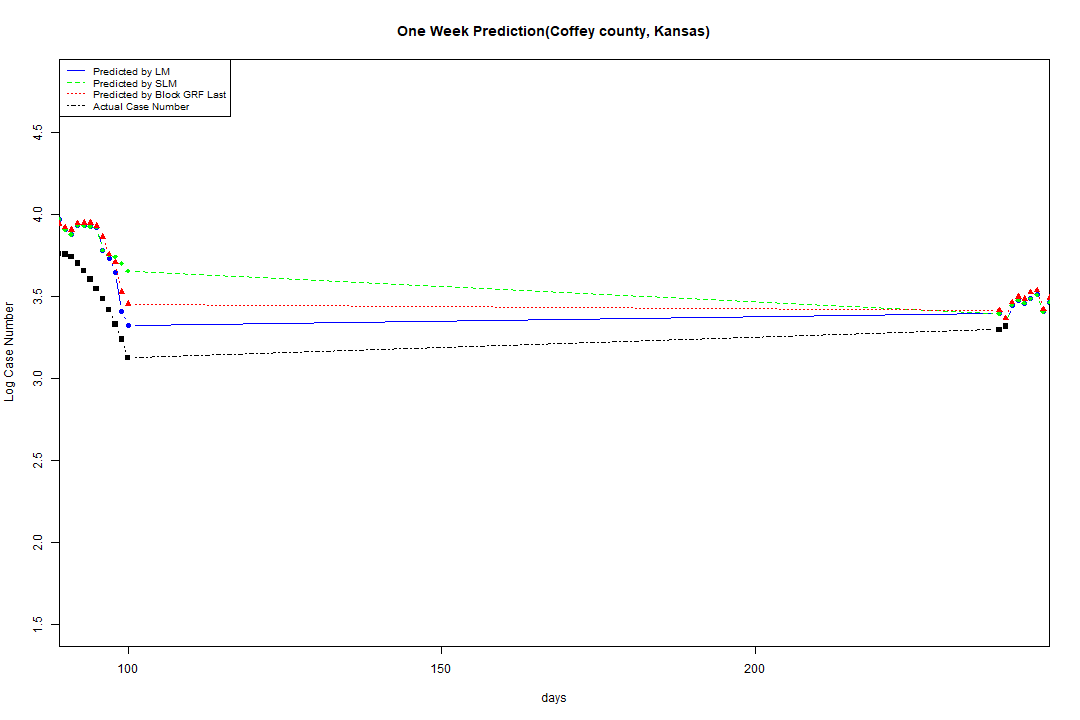 One Week Prediction(Coffey county, Kansas)
Predicted by LM
Predicted by SLM
Predicted by Block GRF Last
Actual Case Number
4.5
4.0
3.5
3.0
2.5
2.0
1.5
Log Case Number
100
150
200
days